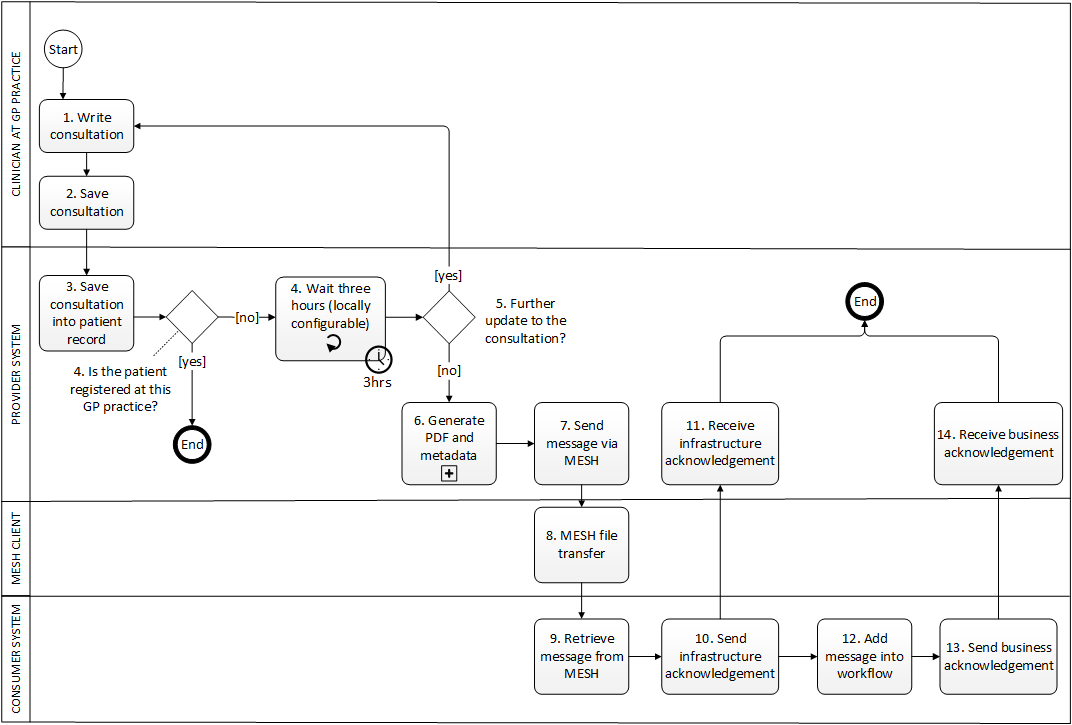 CLINICIAN AT GP PRACTICE
Start
1. Write
consultation
2. Save
consultation
PROVIDER SYSTEM
3. Save
consultation
into patient
record
4. Is the patient
registered at this
GP practice?
[no]
[yes]
End
4. Wait three
hours (locally
configurable)
3hrs
[yes]
5. Further
update to the
consultation?
[no]
6. Generate
PDF and
metadata
7. Send
message via
MESH
11. Receive
infrastructure
acknowledgement
End
14. Receive business
acknowledgement
MESH CLIENT
8. MESH file
transfer
CONSUMER SYSTEM
9. Retrieve
message from
MESH
10. Send
infrastructure
acknowledgement
12. Add
message into
workflow
13. Send business
acknowledgement